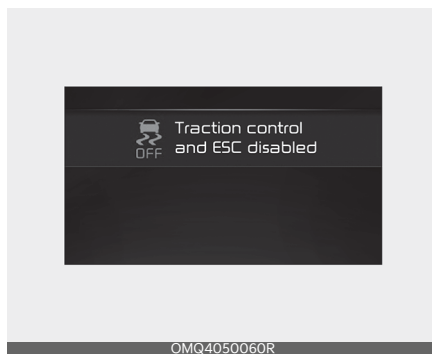 Traction control
and ESC disabled
OFF
OMQ4050060R